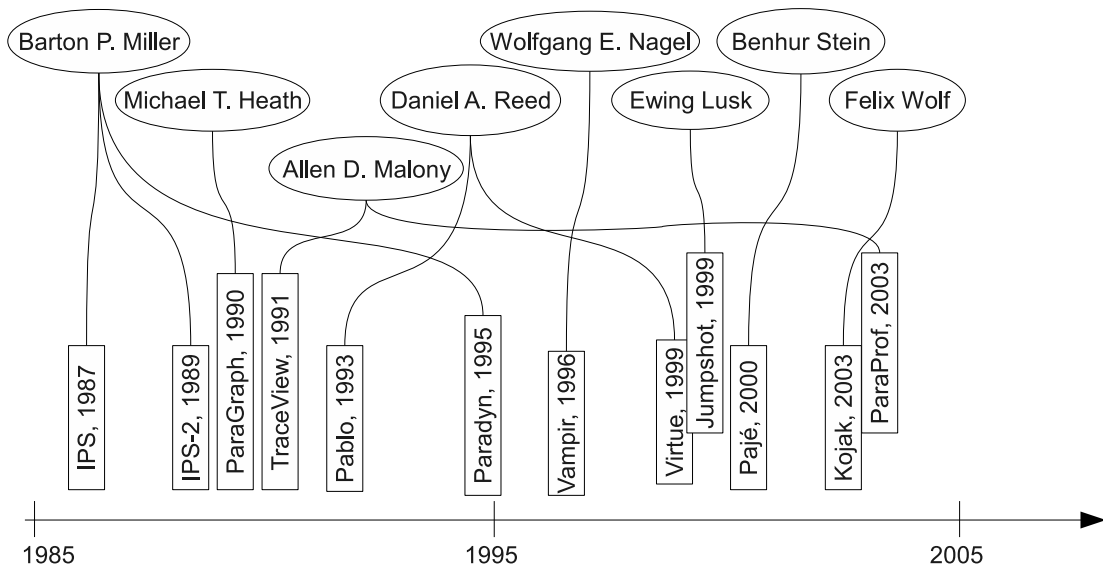 Barton P. Miller
Wolfgang E. Nagel
Benhur Stein
Michael T. Heath
Daniel A. Reed
Ewing Lusk
Felix Wolf
Allen D. Malony
IPS, 1987
IPS-2, 1989
ParaGraph, 1990
TraceView, 1991
Pablo, 1993
Paradyn, 1995
Vampir, 1996
Virtue, 1999
Jumpshot, 1999
Pajé, 2000
Kojak, 2003
ParaProf, 2003
1985
1995
2005